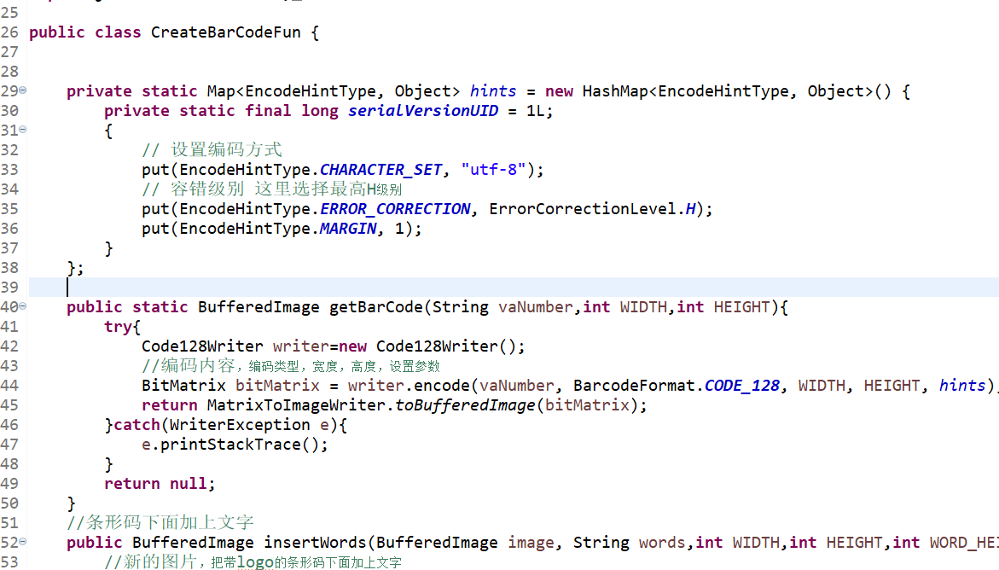 25
26 public class CreateBarCodeFun {
27
28
29 private static Map<EncodeHintType, Object> hints = new HashMap<EncodeHintType, Object>() {
30 private static final long serialVersionUID = 1L;
31 {
32 // 设置编码方式
33 put(EncodeHintType.CHARACTER_SET, "utf-8");
34 // 容错级别 这里选择最高H级别
35 put(EncodeHintType.ERROR_CORRECTION, ErrorCorrectionLevel.H);
36 put(EncodeHintType.MARGIN, 1);
37 }
38 };
39
40 public static BufferedImage getBarCode(String vaNumber,int WIDTH,int HEIGHT){
41 try{
42 Code128Writer writer=new Code128Writer();
43 //编码内容，编码类型，宽度，高度，设置参数
44 BitMatrix bitMatrix = writer.encode(vaNumber, BarcodeFormat.CODE_128, WIDTH, HEIGHT, hints)
45 return MatrixToImageWriter.toBufferedImage(bitMatrix);
46 }catch(WriterException e){
47 e.printStackTrace();
48 }
49 return null;
50 }
51 //条形码下面加上文字
52 public BufferedImage insertWords(BufferedImage image, String words,int WIDTH,int HEIGHT,int WORD_HEI
53 //新的图片，把带logo的条形码下面加上文字